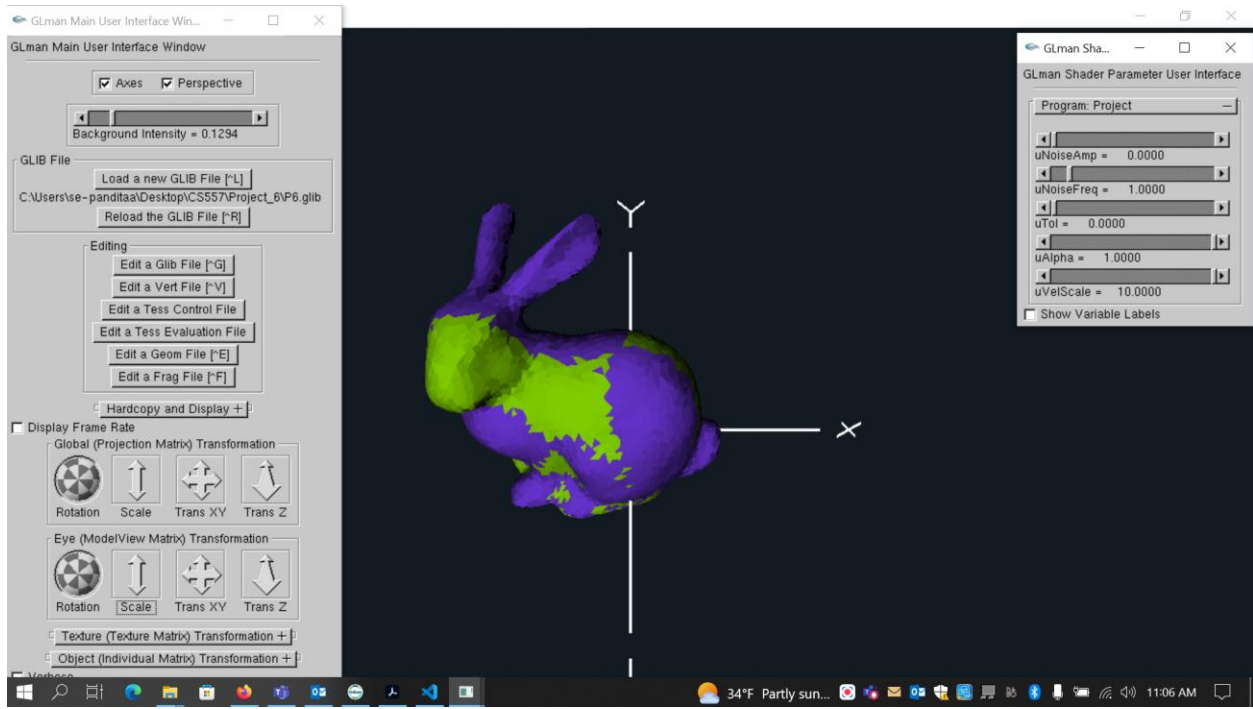 GLman Main User Interface Win...
GLman Main User Interface Window
Axes Perspective
Background Intensity = 0.1294
GLIB File
Load a new GLIB File [^L]
C:\Users\se-panditaa\Desktop\CS557\Project_6\P6.glib
Reload the GLIB File [^R]
Editing
Edit a Glib File [^G]
Edit a Vert File [^V]
Edit a Tess Control File
Edit a Tess Evaluation File
Edit a Geom File [^E]
Edit a Frag File [^F]
Hardcopy and Display +
Display Frame Rate
Global (Projection Matrix) Transformation
Rotation Scale Trans XY Trans Z
Eye (ModelView Matrix) Transformation
Rotation Scale Trans XY Trans Z
Texture (Texture Matrix) Transformation +
Object (Individual Matrix) Transformation +
Verbose
Y
X
GLman Sha...
GLman Shader Parameter User Interface
Program: Project
uNoiseAmp = 0.0000
uNoiseFreq = 1.0000
uTol = 0.0000
uAlpha = 1.0000
uVelScale = 10.0000
Show Variable Labels
34°F Partly sun... 11:06 AM